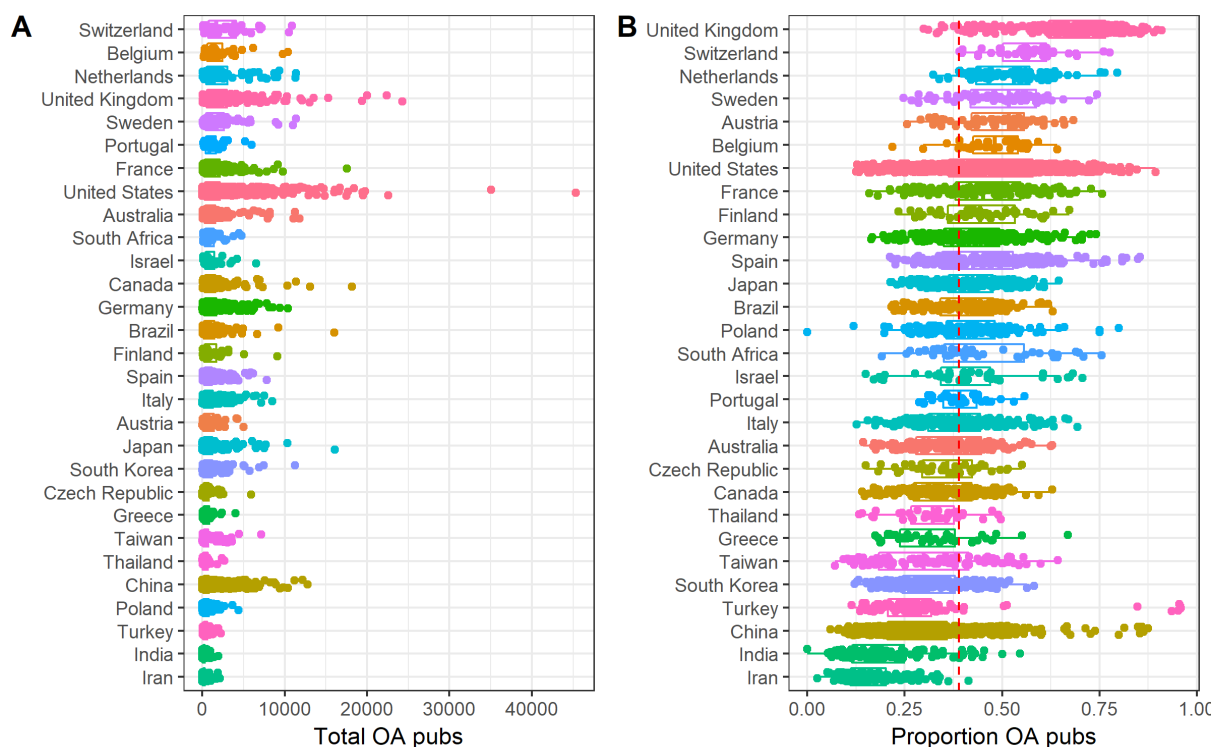 A
Switzerland
Belgium
Netherlands
United Kingdom
Sweden
Portugal
France
United States
Australia
South Africa
Israel
Canada
Germany
Brazil
Finland
Spain
Italy
Austria
Japan
South Korea
Czech Republic
Greece
Taiwan
Thailand
China
Poland
Turkey
India
Iran
0 10000 20000 30000 40000
Total OA pubs
B
United Kingdom
Switzerland
Netherlands
Sweden
Austria
Belgium
United States
France
Finland
Germany
Spain
Japan
Brazil
Poland
South Africa
Israel
Portugal
Italy
Australia
Czech Republic
Canada
Thailand
Greece
Taiwan
South Korea
Turkey
China
India
Iran
0.00 0.25 0.50 0.75 1.00
Proportion OA pubs